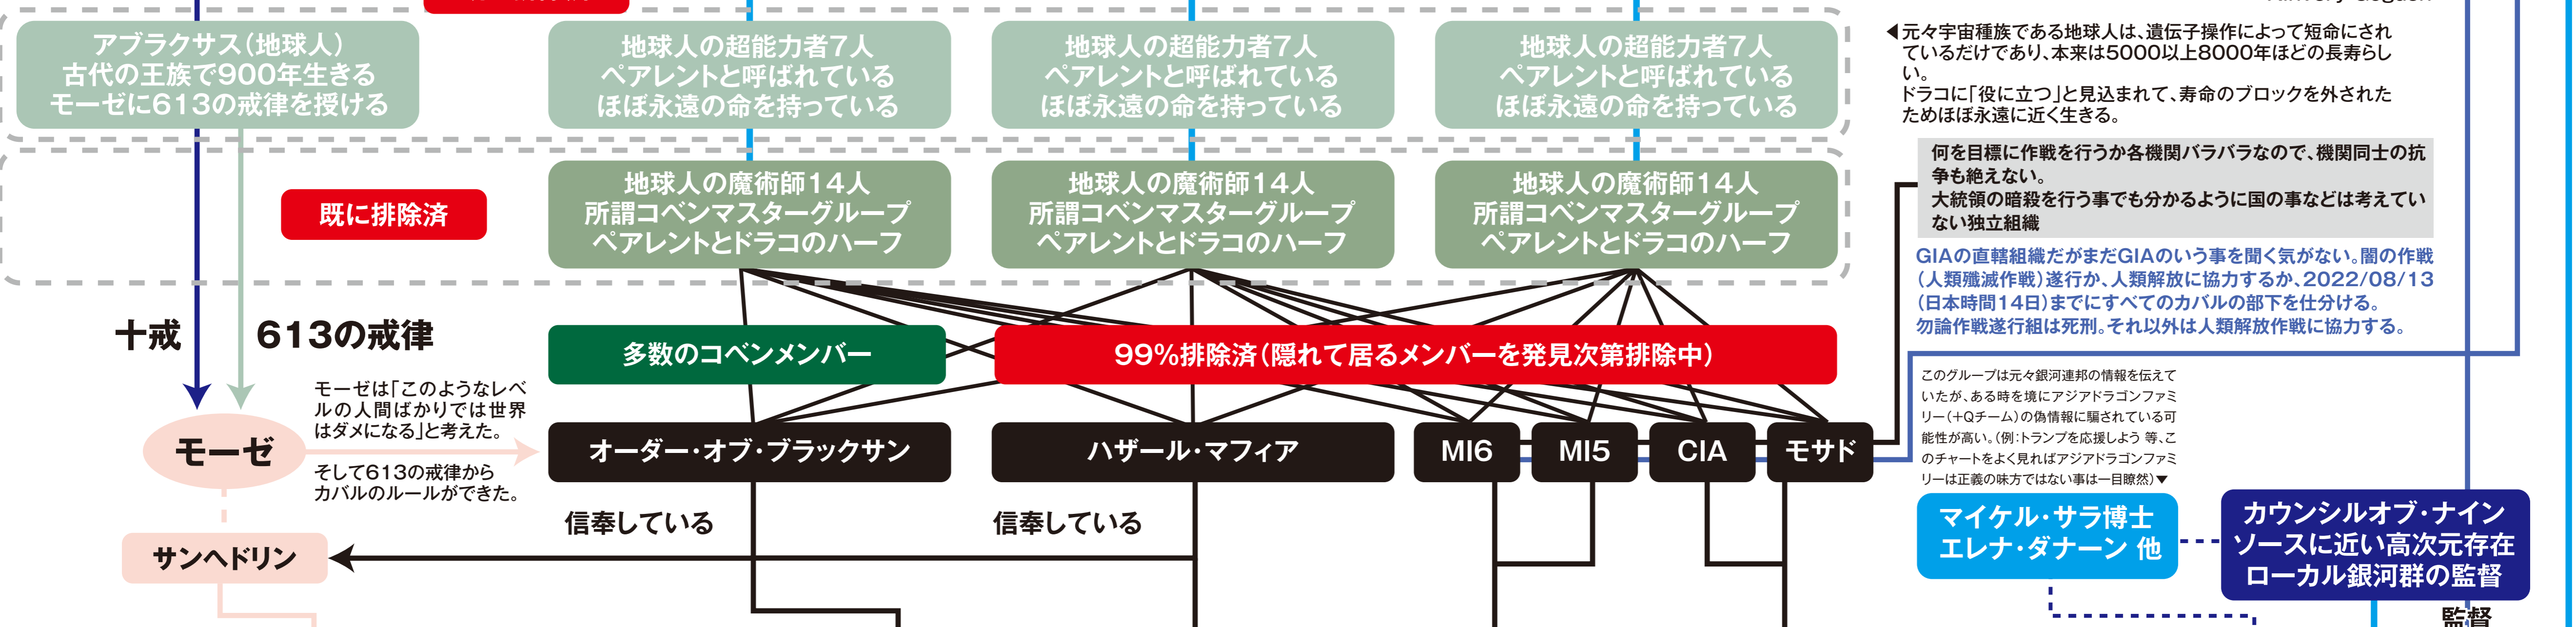 アブラクサス（地球人）
古代の王族で900年生きる
モーゼに613の戒律を授ける
地球人の超能力者7人
ペアレントと呼ばれている
ほぼ永遠の命を持っている
地球人の超能力者7人
ペアレントと呼ばれている
ほぼ永遠の命を持っている
地球人の超能力者7人
ペアレントと呼ばれている
ほぼ永遠の命を持っている
◀元々宇宙種族である地球人は、遺伝子操作によって短命にされ
ているだけであり、本来は5000以上8000年ほどの長寿らし
い。
ドラコに「役に立つ」と見込まれて、寿命のブロックを外された
ためほぼ永遠に近く生きる。
既に排除済
地球人の魔術師14人
所謂コベンマスターグループ
ペアレントとドラコのハーフ
地球人の魔術師14人
所謂コベンマスターグループ
ペアレントとドラコのハーフ
地球人の魔術師14人
所謂コベンマスターグループ
ペアレントとドラコのハーフ
何を目標に作戦を行うか各機関バラバラなので、機関同士の抗
争も絶えない。
大統領の暗殺を行う事でも分かるように国の事などは考えてい
ない独立組織
GIAの直轄組織だがまだGIAのいう事を聞く気がない。闇の作戦
（人類殲滅作戦）遂行か、人類解放に協力するか、2022/08/13
（日本時間14日）までにすべてのカバルの部下を仕分ける。
勿論作戦遂行組は死刑。それ以外は人類解放作戦に協力する。
十戒
613の戒律
多数のコベンメンバー
99%排除済（隠れて居るメンバーを発見次第排除中）
モーゼは「このようなレベ
ルの人間ばかりでは世界
はダメになる」と考えた。
モーゼ
そして613の戒律から
カバルのルールができた。
オーダー・オブ・ブラックサン
ハザール・マフィア
MI6
MI5
CIA
モサド
このグループは元々銀河連邦の情報を伝えて
いたが、ある時を境にアジアドラゴンファミ
リー（＋Qチーム）の偽情報に騙されている可
能性が高い。（例：トランプを応援しよう 等、こ
のチャートをよく見ればアジアドラゴンファミ
リーは正義の味方ではない事は一目瞭然）▼
信奉している
信奉している
サンヘドリン
マイケル・サラ博士
エレナ・ダナーン 他
カウンシルオブ・ナイン
ソースに近い高次元存在
ローカル銀河群の監督
監督